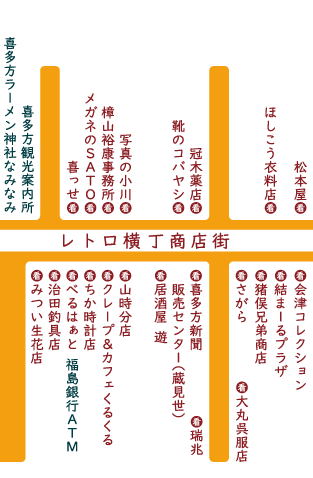 松本屋
ほしこう衣料店
冠木薬店
靴のコバヤシ
写真の小川
樟山裕康事務所
メガネのSATO
喜っせ
喜多方観光案内所
喜多方ラーメン神社なみなみ
レトロ横丁商店街
会津コレクション
結まーるプラザ
猪俣兄弟商店
さがら
大丸呉服店
喜多方新聞
販売センター(蔵見世)
瑞兆
居酒屋 遊
山時分店
クレープ&カフェくるくる
ちか時計店
べるはぁと
福島銀行ATM
治田釣具店
みつい生花店